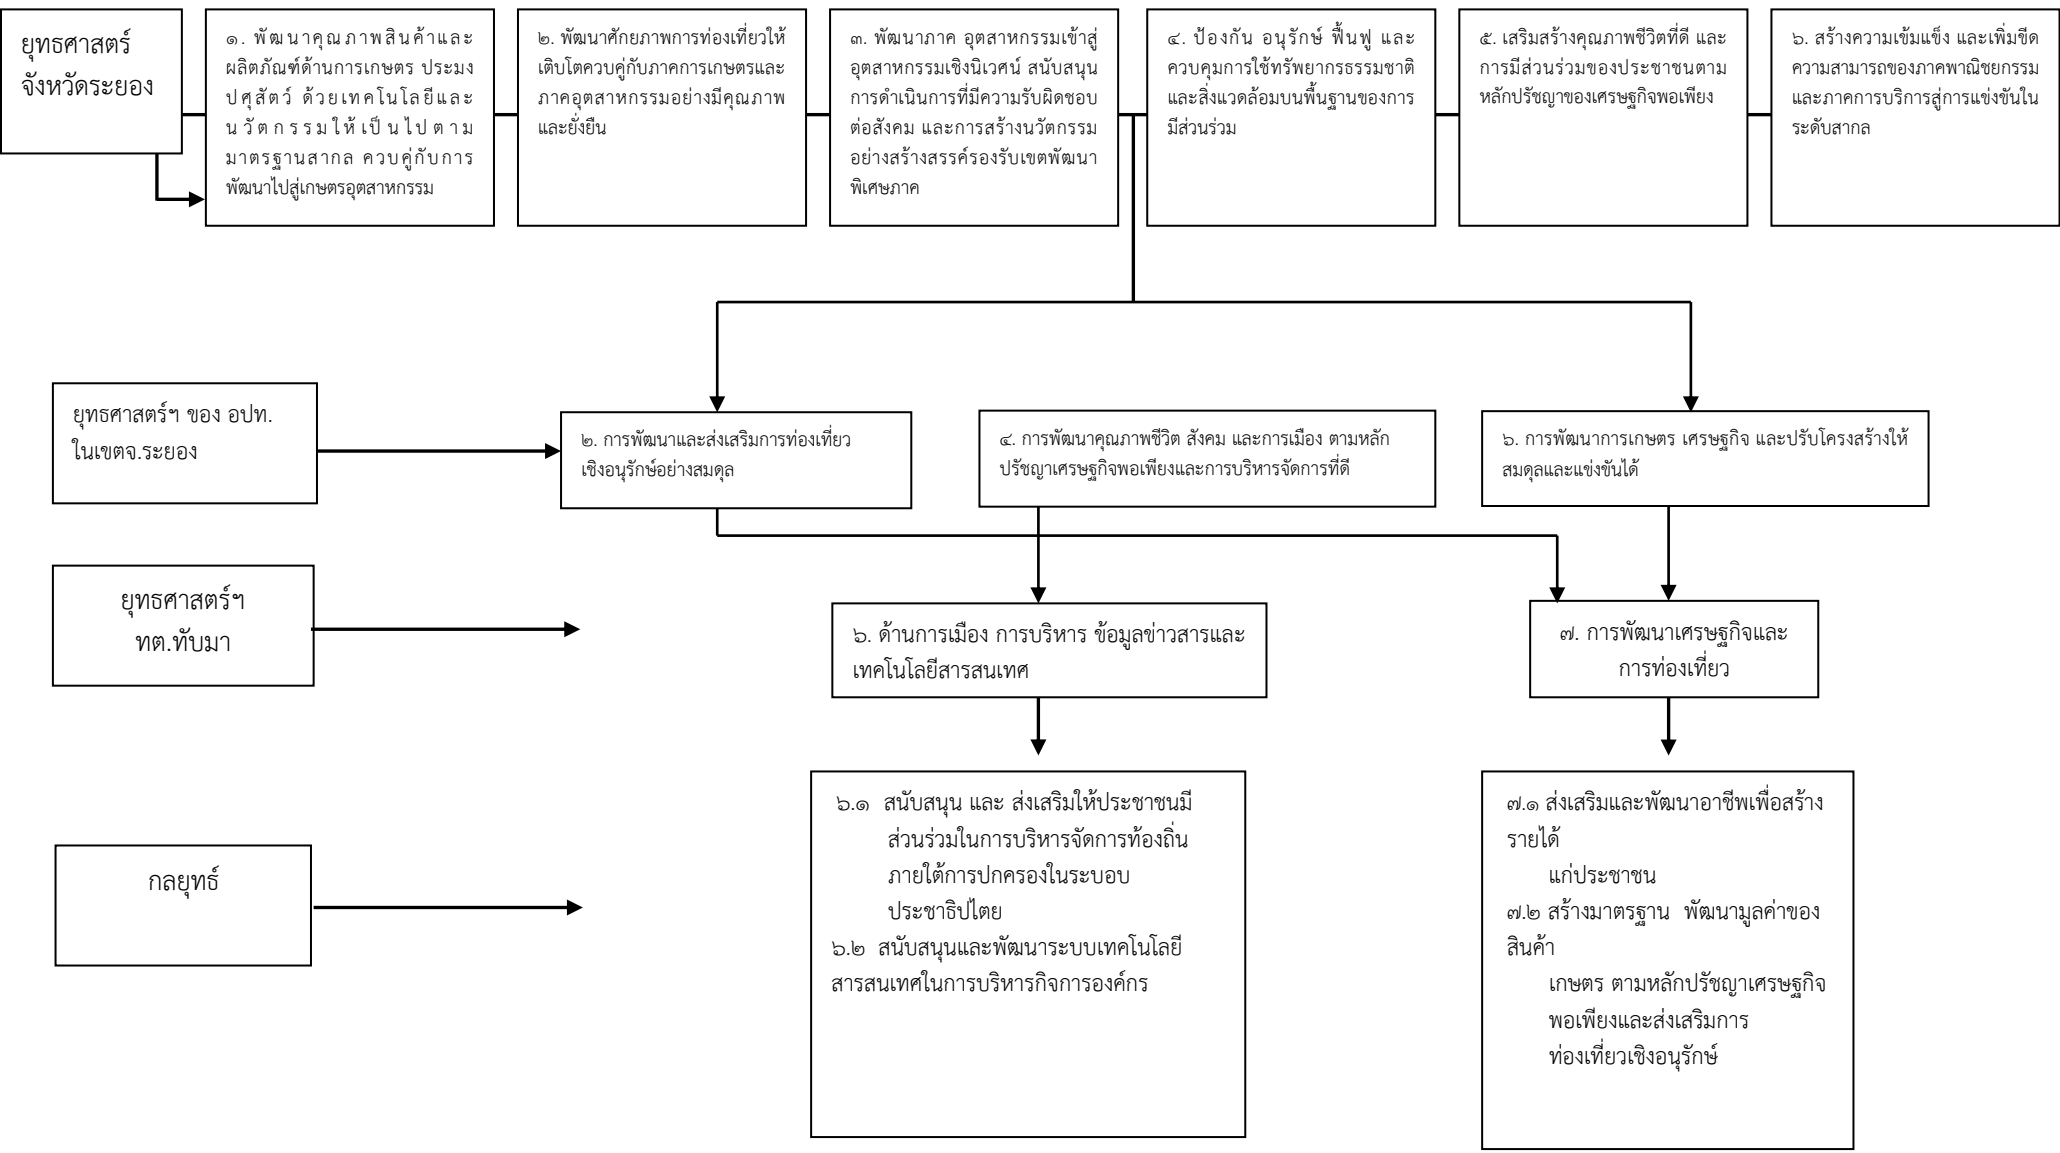 ยุทธศาสตร์
จังหวัดระยอง
๑. พัฒนาคุณภาพสินค้าและ
ผลิตภัณฑ์ด้านการเกษตร ประมง
ปศุสัตว์ ด้วยเทคโนโลยีและ
นวัตกรรมให้เป็นไปตาม
มาตรฐานสากล ควบคู่กับการ
พัฒนาไปสู่เกษตรอุตสาหกรรม
๒. พัฒนาศักยภาพการท่องเที่ยวให้
เติบโตควบคู่กับภาคการเกษตรและ
ภาคอุตสาหกรรมอย่างมีคุณภาพ
และยั่งยืน
๓. พัฒนาภาค อุตสาหกรรมเข้าสู่
อุตสาหกรรมเชิงนิเวศน์ สนับสนุน
การดำเนินการที่มีความรับผิดชอบ
ต่อสังคม และการสร้างนวัตกรรม
อย่างสร้างสรรค์รองรับเขตพัฒนา
พิเศษภาค
๔. ป้องกัน อนุรักษ์ ฟื้นฟู และ
ควบคุมการใช้ทรัพยากรธรรมชาติ
และสิ่งแวดล้อมบนพื้นฐานของการ
มีส่วนร่วม
๕. เสริมสร้างคุณภาพชีวิตที่ดี และ
การมีส่วนร่วมของประชาชนตาม
หลักปรัชญาของเศรษฐกิจพอเพียง
๖. สร้างความเข้มแข็ง และเพิ่มขีด
ความสามารถของภาคพาณิชยกรรม
และภาคการบริการสู่การแข่งขันใน
ระดับสากล
ยุทธศาสตร์ฯ ของ อปท.
ในเขตจ.ระยอง
๒. การพัฒนาและส่งเสริมการท่องเที่ยว
เชิงอนุรักษ์อย่างสมดุล
๔. การพัฒนาคุณภาพชีวิต สังคม และการเมือง ตามหลัก
ปรัชญาเศรษฐกิจพอเพียงและการบริหารจัดการที่ดี
๖. การพัฒนาการเกษตร เศรษฐกิจ และปรับโครงสร้างให้
สมดุลและแข่งขันได้
ยุทธศาสตร์ฯ
ทต.ทับมา
๖. ด้านการเมือง การบริหาร ข้อมูลข่าวสารและ
เทคโนโลยีสารสนเทศ
๗. การพัฒนาเศรษฐกิจและ
การท่องเที่ยว
กลยุทธ์
๖.๑ สนับสนุน และ ส่งเสริมให้ประชาชนมี
ส่วนร่วมในการบริหารจัดการท้องถิ่น
ภายใต้การปกครองในระบอบ
ประชาธิปไตย
๖.๒ สนับสนุนและพัฒนาระบบเทคโนโลยี
สารสนเทศในการบริหารกิจการองค์กร
๗.๑ ส่งเสริมและพัฒนาอาชีพเพื่อสร้าง
รายได้
แก่ประชาชน
๗.๒ สร้างมาตรฐาน พัฒนามูลค่าของ
สินค้า
เกษตร ตามหลักปรัชญาเศรษฐกิจ
พอเพียงและส่งเสริมการ
ท่องเที่ยวเชิงอนุรักษ์